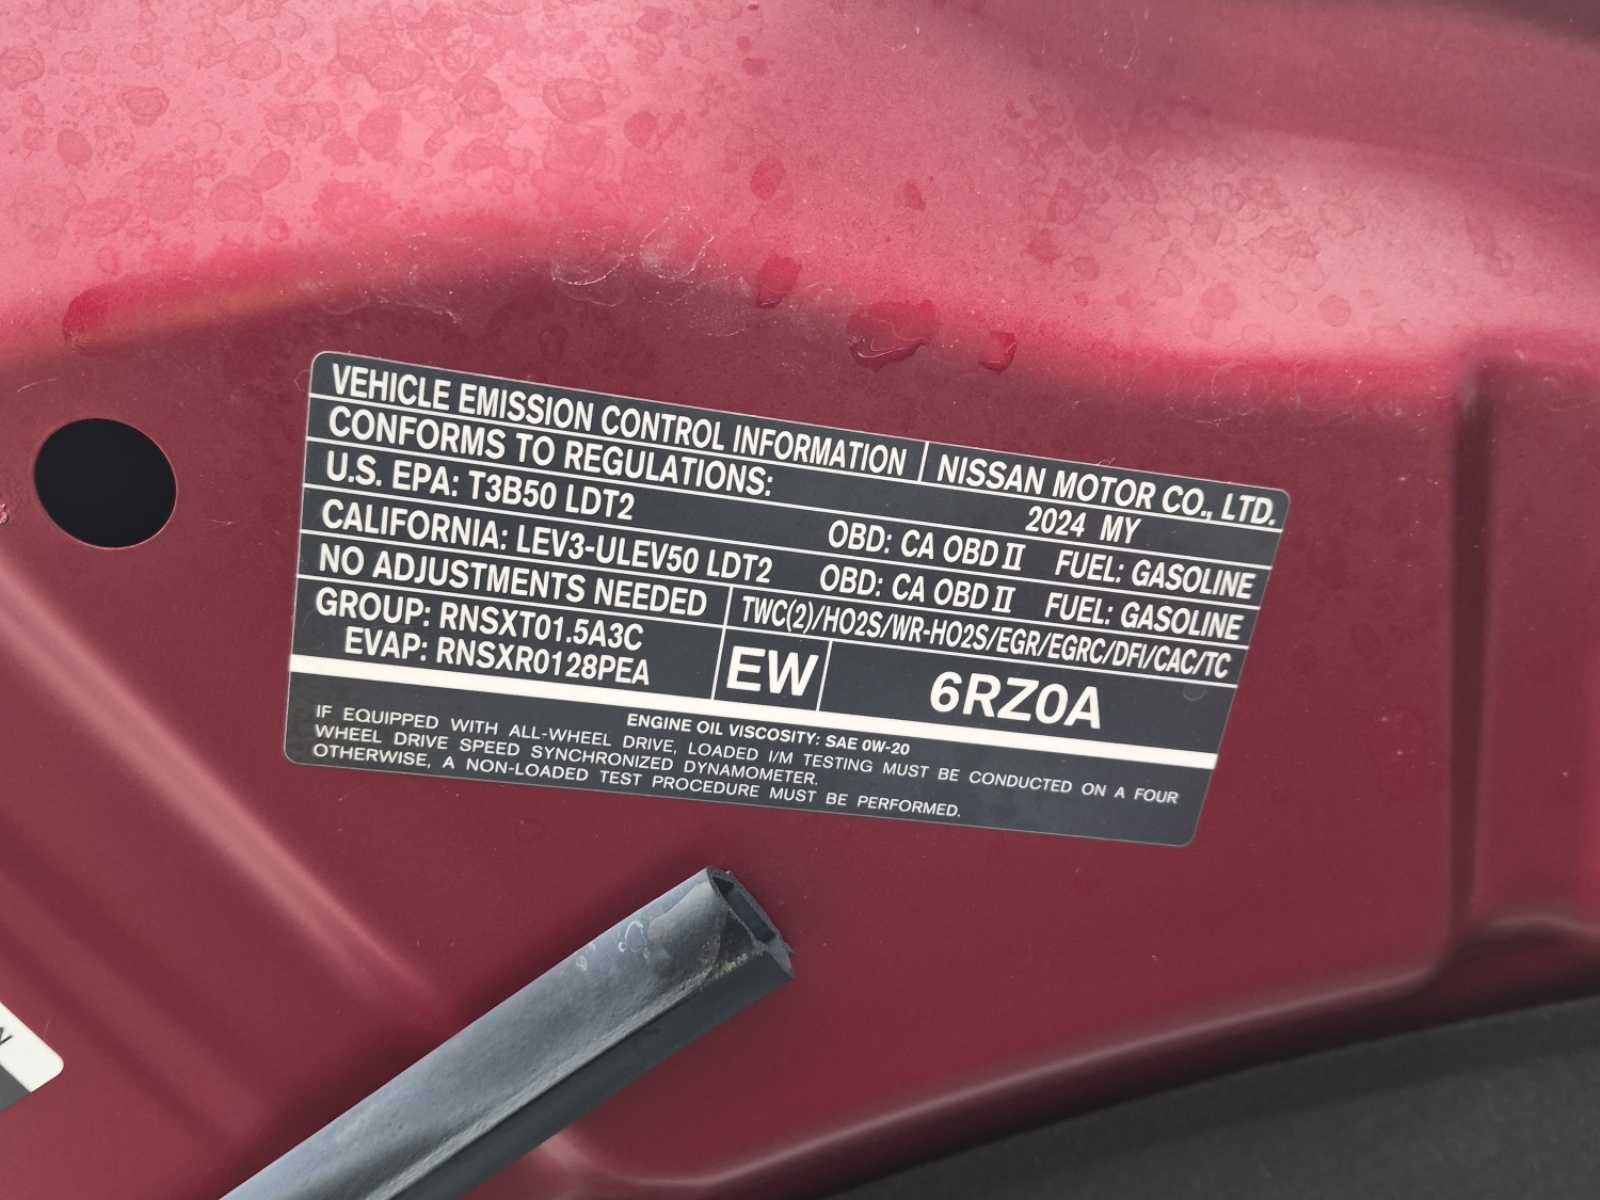 VEHICLE EMISSION CONTROL INFORMATION NISSAN MOTOR CO., LTD.
CONFORMS TO REGULATIONS: 2024 MY
U.S. EPA: T3B50 LDT2 OBD: CA OBD II FUEL: GASOLINE
CALIFORNIA: LEV3-ULEV50 LDT2 OBD: CA OBD II FUEL: GASOLINE
NO ADJUSTMENTS NEEDED TWC(2)/HO2S/WR-HO2S/EGR/EGRC/DFI/CAC/TC
GROUP: RNSXT01.5A3C
EVAP: RNSXR0128PEA
EW 6RZ0A
ENGINE OIL VISCOSITY: SAE 0W-20
IF EQUIPPED WITH ALL-WHEEL DRIVE, LOADED I/M TESTING MUST BE CONDUCTED ON A FOUR
WHEEL DRIVE SPEED SYNCHRONIZED DYNAMOMETER.
OTHERWISE, A NON-LOADED TEST PROCEDURE MUST BE PERFORMED.